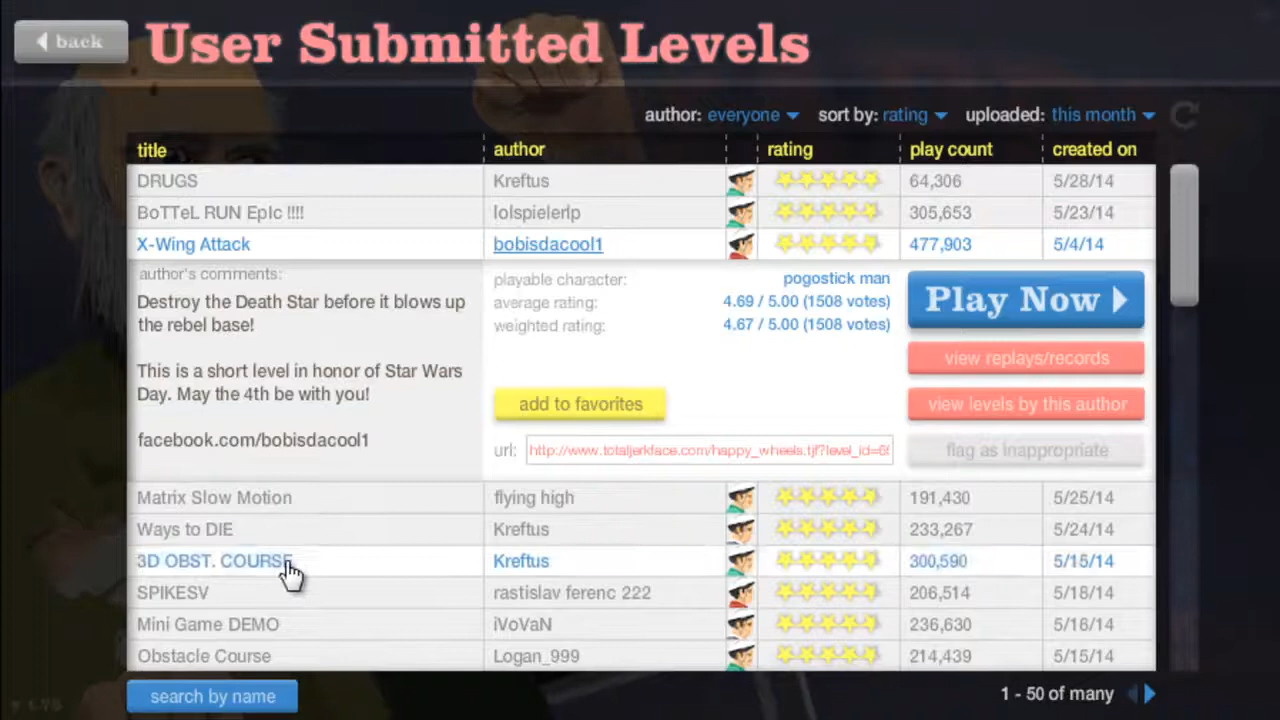 back
User Submitted Levels
author: everyone sort by: rating uploaded: this month
title author rating play count created on
DRUGS Kreftus 64,306 5/28/14
BoTTeL RUN EpIc !!!! lolspielerlp 305,653 5/23/14
X-Wing Attack bobisdacool1 477,903 5/4/14
author's comments:
Destroy the Death Star before it blows up
the rebel base!
This is a short level in honor of Star Wars
Day. May the 4th be with you!
facebook.com/bobisdacool1
playable character: pogostick man
average rating: 4.69 / 5.00 (1508 votes)
weighted rating: 4.67 / 5.00 (1508 votes)
add to favorites
url: http://www.totaljerkface.com/happy_wheels.tjf?level_id=6
Play Now
view replays/records
view levels by this author
flag as inappropriate
Matrix Slow Motion flying high 191,430 5/25/14
Ways to DIE Kreftus 233,267 5/24/14
3D OBST. COURSE Kreftus 300,590 5/15/14
SPIKESV rastislav ferenc 222 206,514 5/18/14
Mini Game DEMO iVoVaN 236,630 5/16/14
Obstacle Course Logan_999 214,439 5/15/14
search by name
1 - 50 of many